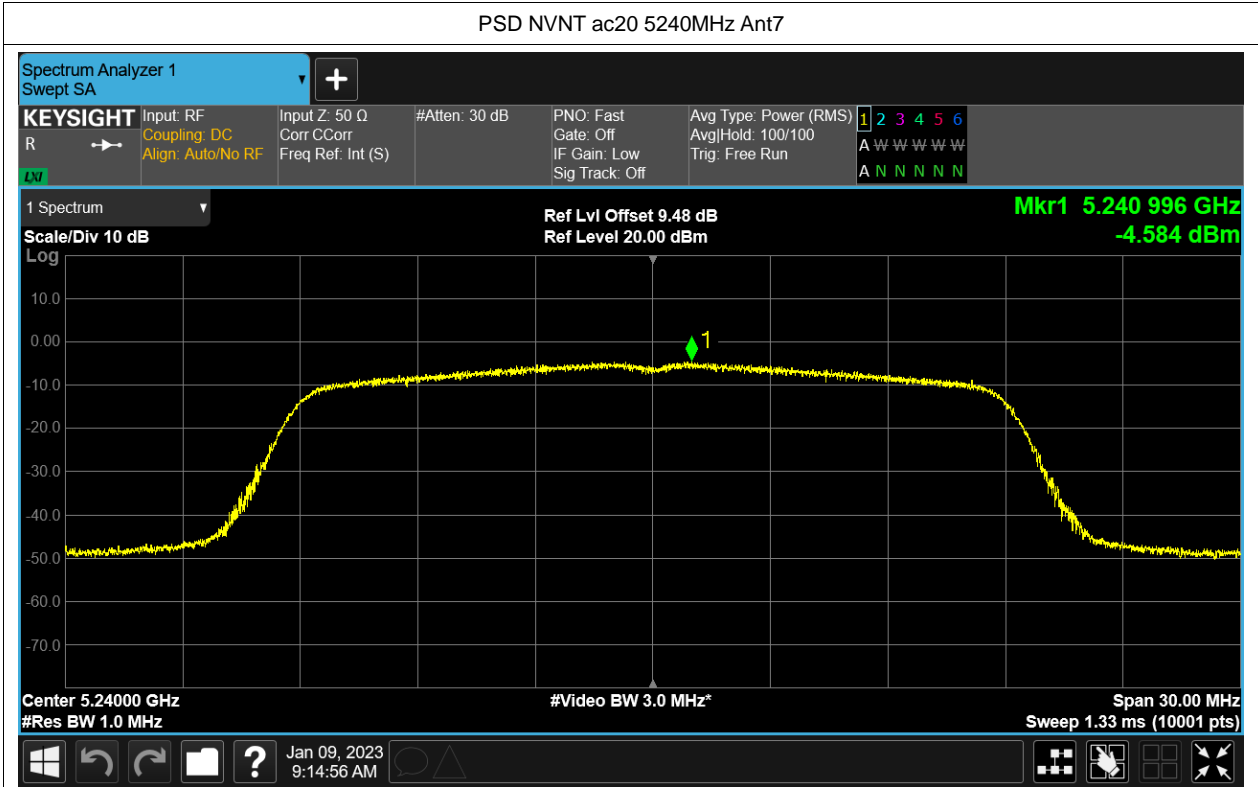 PSD NVNT ac20 5240MHz Ant7
Spectrum Analyzer 1
Swept SA
KEYSIGHT
R
LXI
Input: RF
Coupling: DC
Align: Auto/No RF
Input Z: 50 Ω
Corr CCorr
Freq Ref: Int (S)
#Atten: 30 dB
PNO: Fast
Gate: Off
IF Gain: Low
Sig Track: Off
Avg Type: Power (RMS)
Avg|Hold: 100/100
Trig: Free Run
1 2 3 4 5 6
A W W W W W
A N N N N N
1 Spectrum
Scale/Div 10 dB
Ref Lvl Offset 9.48 dB
Ref Level 20.00 dBm
Mkr1 5.240 996 GHz
-4.584 dBm
Log
10.0
0.00
-10.0
-20.0
-30.0
-40.0
-50.0
-60.0
-70.0
1
Center 5.24000 GHz
#Res BW 1.0 MHz
#Video BW 3.0 MHz*
Span 30.00 MHz
Sweep 1.33 ms (10001 pts)
?
Jan 09, 2023
9:14:56 AM